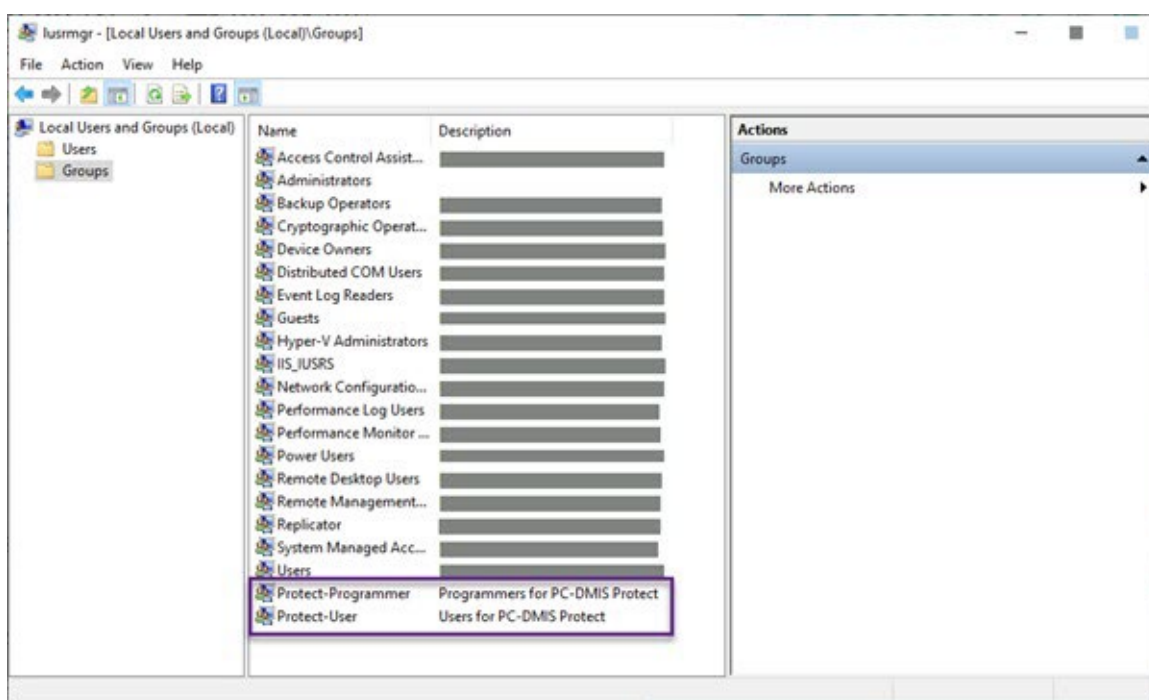 lusrmgr - [Local Users and Groups (Local)\Groups]
File Action View Help
Local Users and Groups (Local)
Users
Groups
Name Description
Access Control Assist...
Administrators
Backup Operators
Cryptographic Operat...
Device Owners
Distributed COM Users
Event Log Readers
Guests
Hyper-V Administrators
IIS_IUSRS
Network Configuratio...
Performance Log Users
Performance Monitor ...
Power Users
Remote Desktop Users
Remote Management...
Replicator
System Managed Acc...
Users
Protect-Programmer Programmers for PC-DMIS Protect
Protect-User Users for PC-DMIS Protect
Actions
Groups
More Actions